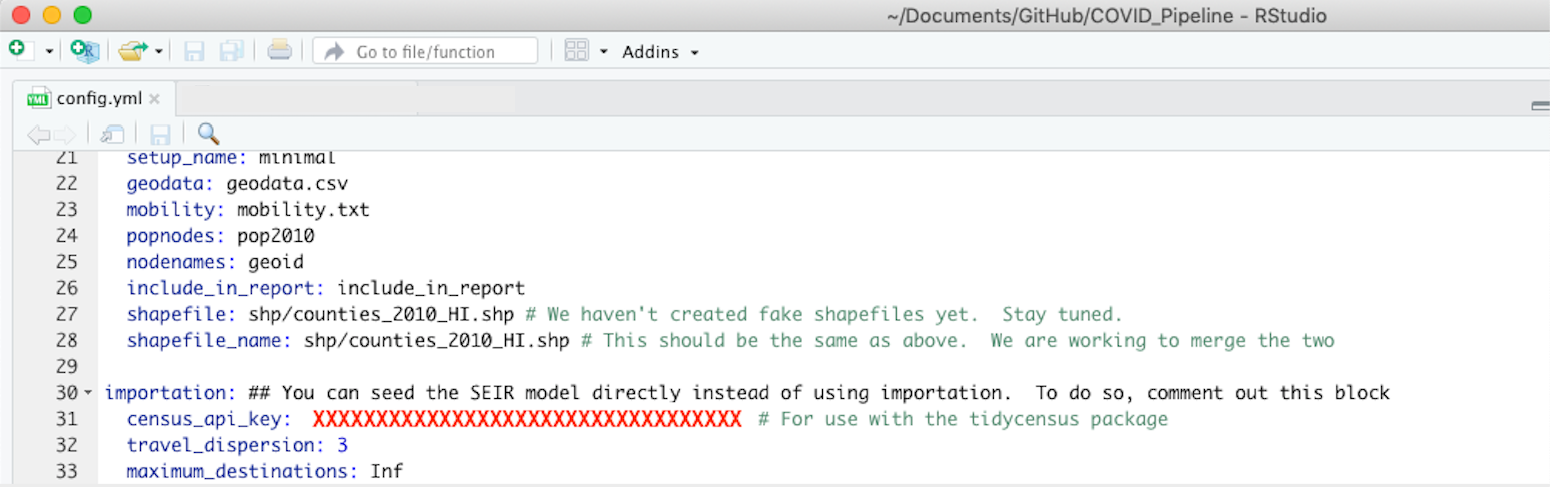 ~/Documents/GitHub/COVID_Pipeline - RStudio
Go to file/function Addins
YML config.yml
21 setup_name: minimal
22 geodata: geodata.csv
23 mobility: mobility.txt
24 popnodes: pop2010
25 nodenames: geoid
26 include_in_report: include_in_report
27 shapefile: shp/counties_2010_HI.shp # We haven't created fake shapefiles yet.  Stay tuned.
28 shapefile_name: shp/counties_2010_HI.shp # This should be the same as above.  We are working to merge the two
29
30 importation: ## You can seed the SEIR model directly instead of using importation.  To do so, comment out this block
31 census_api_key:  XXXXXXXXXXXXXXXXXXXXXXXXXXXXXXXXXX # For use with the tidycensus package
32 travel_dispersion: 3
33 maximum_destinations: Inf